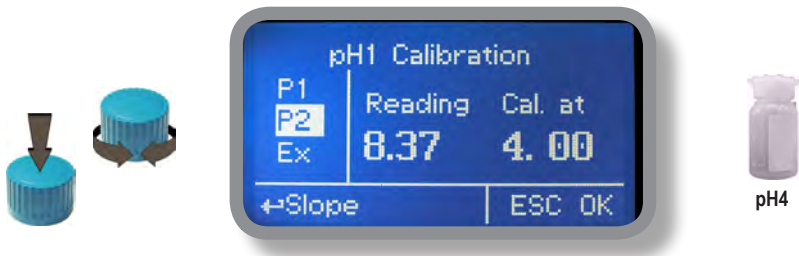 pH1 Calibration
P1
P2
Ex
Reading Cal. at
8.37 4. 00
↩Slope ESC OK
pH4